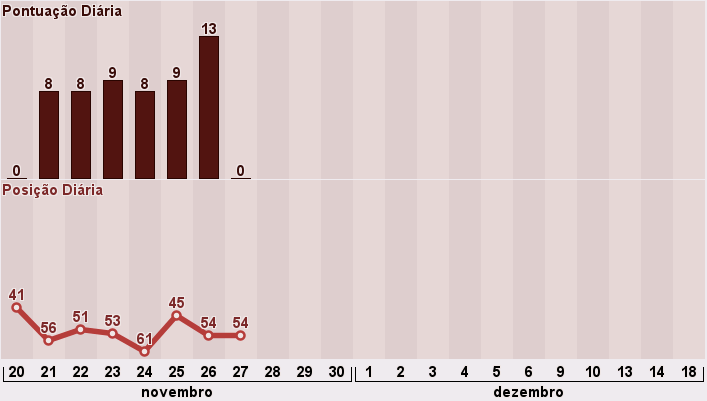 Pontuação Diária
0 8 8 9 8 9 13 0
Posição Diária
41 56 51 53 61 45 54 54
20 21 22 23 24 25 26 27 28 29 30 1 2 3 4 5 6 9 10 13 14 18
novembro dezembro